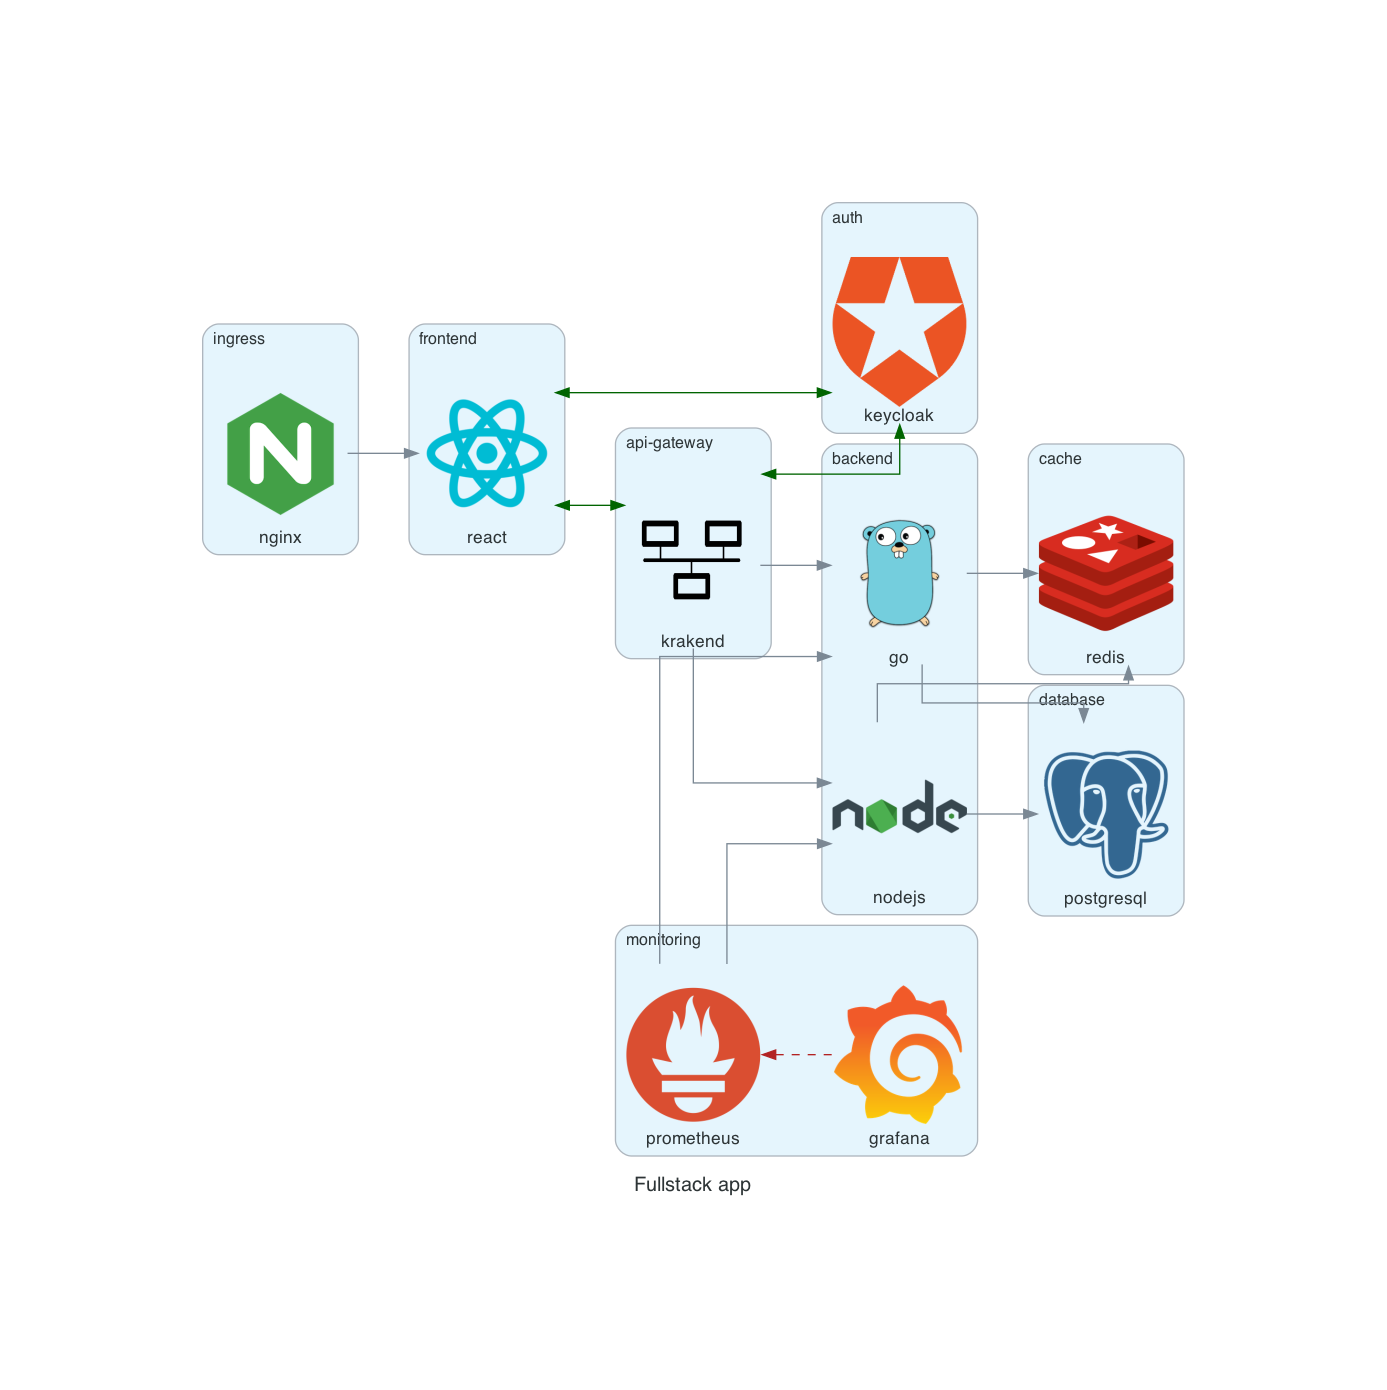 auth
keycloak
ingress
nginx
frontend
react
api-gateway
krakend
backend
go
node
nodejs
cache
redis
database
postgresql
monitoring
prometheus
grafana
Fullstack app